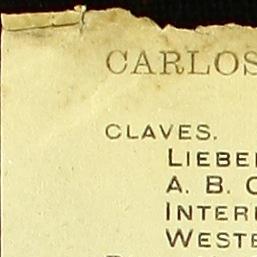 CARLOS
CLAVES.
LIEBE
A. B. C
INTER
WESTE